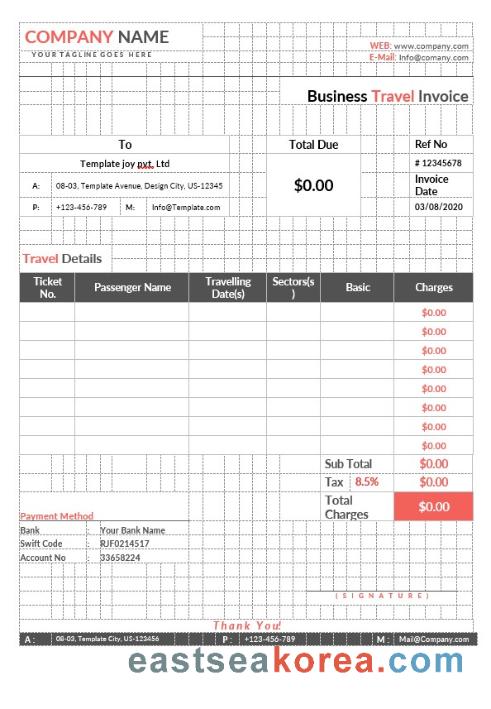 COMPANY NAME
YOUR TAGLINE GOES HERE
WEB: www.company.com
E-Mail: Info@company.com
Business Travel Invoice
To Total Due Ref No
Template joy pvt, Ltd # 12345678
A: 08-03, Template Avenue, Design City, US-12345 $0.00 Invoice
Date
P: +123-456-789 M: Info@Template.com 03/08/2020
Travel Details
Ticket No. Passenger Name Travelling Date(s) Sectors(s) Basic Charges
$0.00
$0.00
$0.00
$0.00
$0.00
$0.00
$0.00
$0.00
Sub Total $0.00
Tax 8.5% $0.00
Total Charges $0.00
Payment Method
Bank : Your Bank Name
Swift Code : RJF0214517
Account No : 33658224
(SIGNATURE)
Thank You!
A: 08-03, Template City, US-123456 P: +123-456-789 M: Mail@Company.com
eastseakorea.com